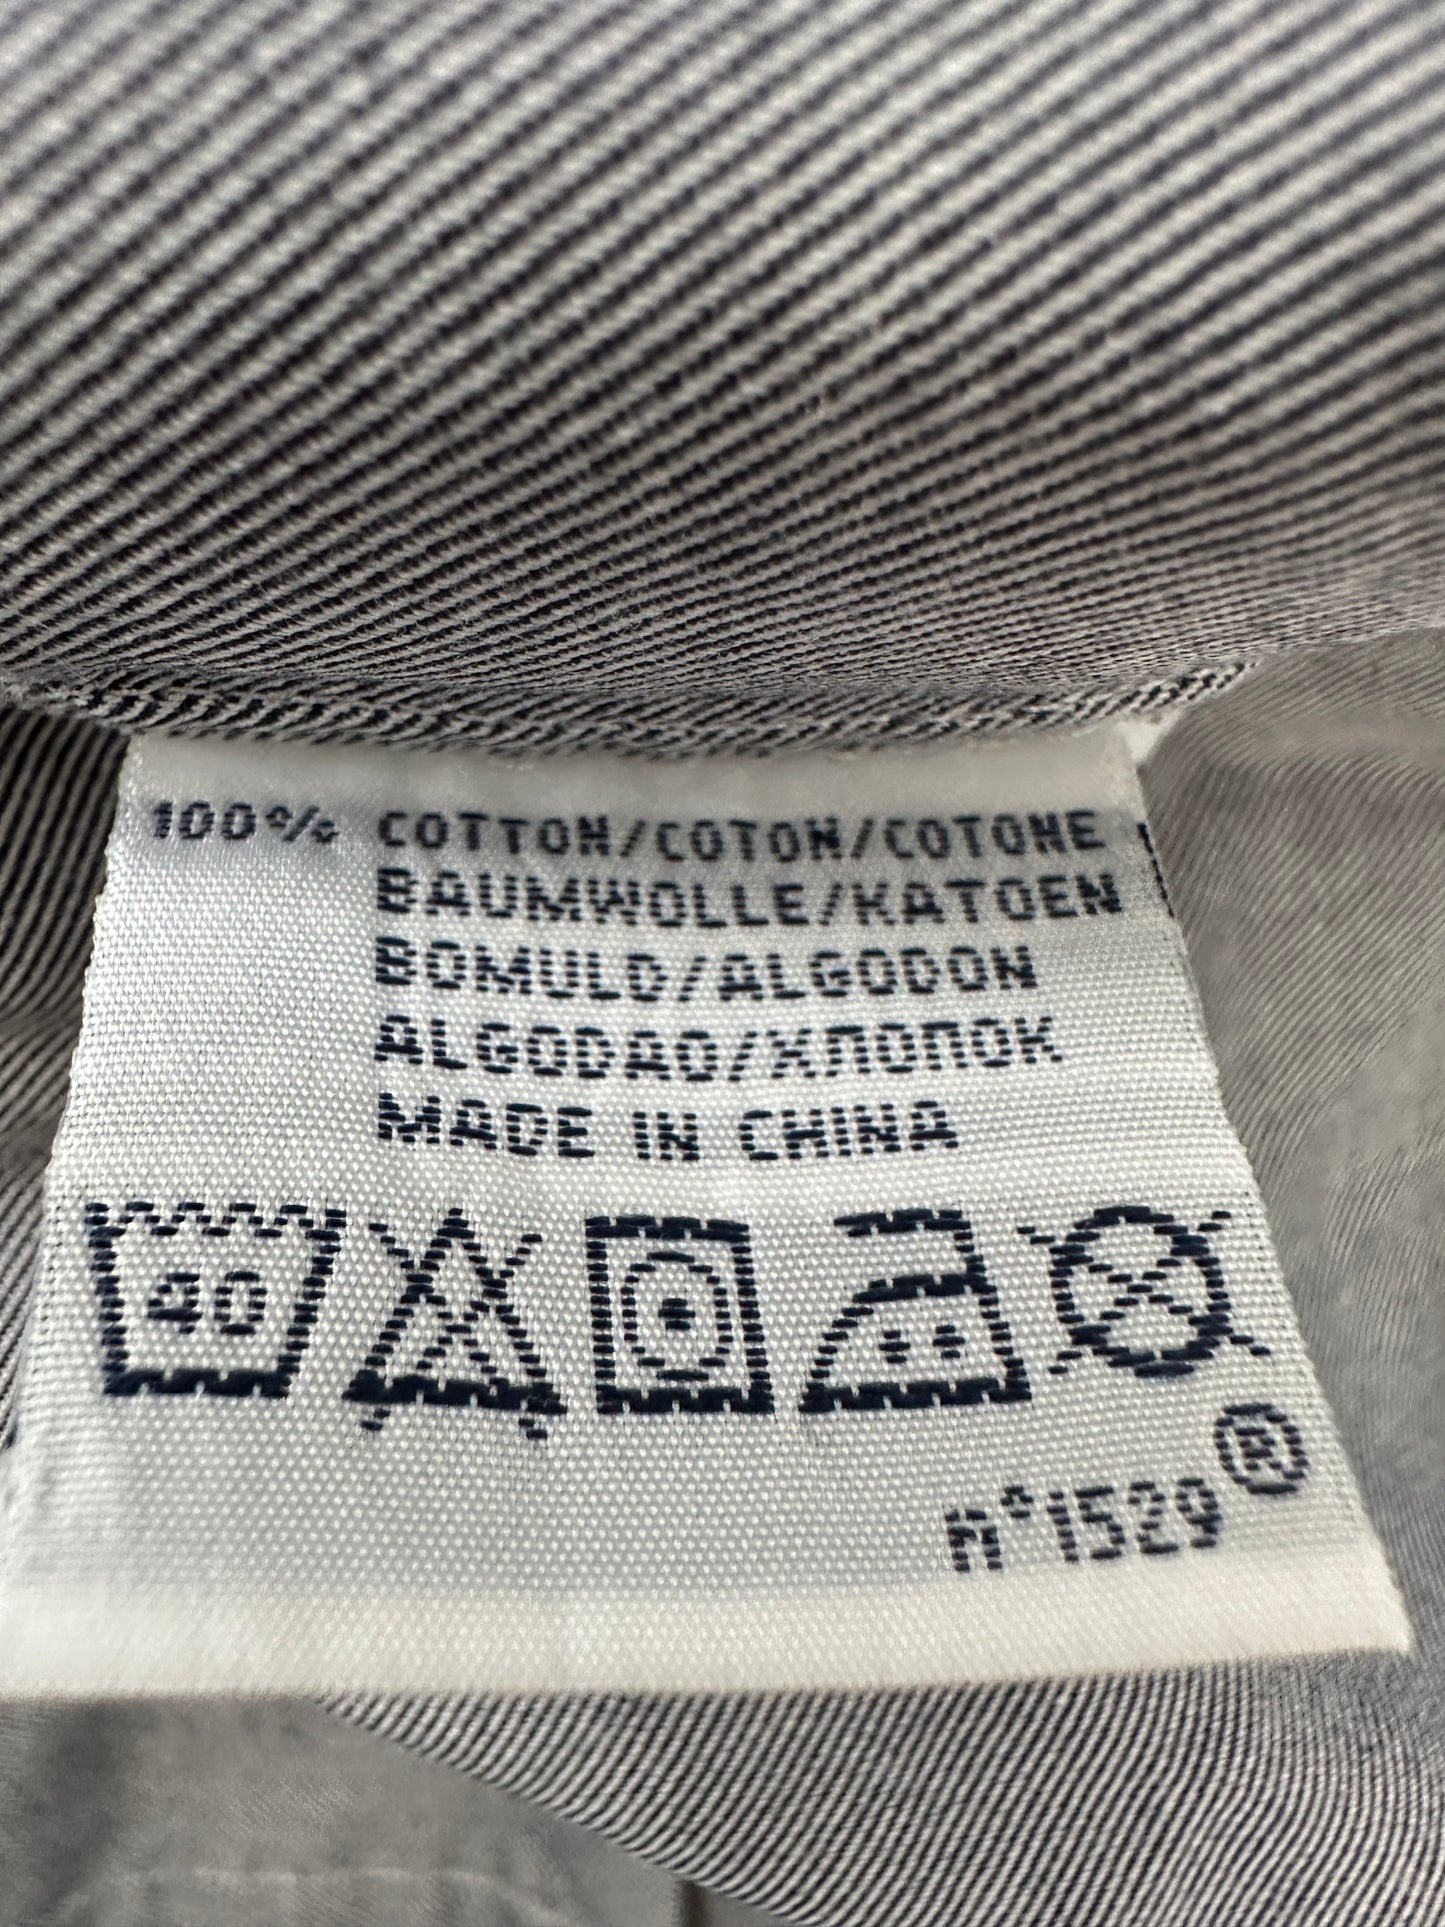 100% COTTON/COTON/COTONE
BAUMWOLLE/KATOEN
BOMULD/ALGODON
ALGODAO/ХЛОПОК
MADE IN CHINA
40
n°1529®